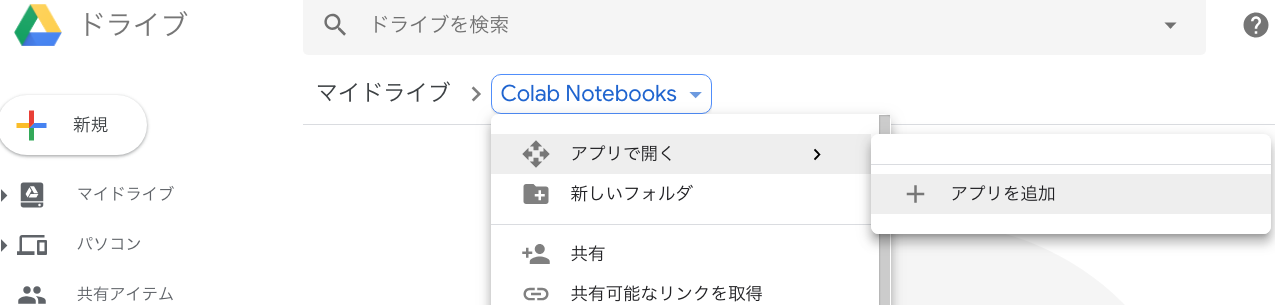 ドライブ
ドライブを検索
マイドライブ
Colab Notebooks
新規
アプリで開く
アプリを追加
マイドライブ
新しいフォルダ
パソコン
共有
共有アイテム
共有可能なリンクを取得